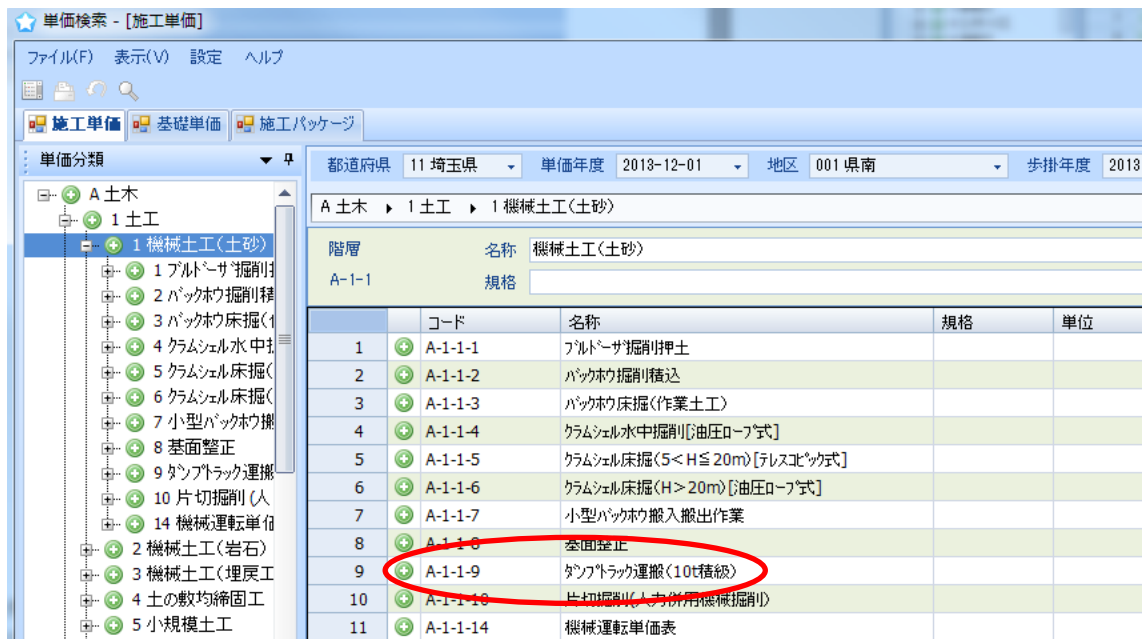 単価検索 - [施工単価]
ファイル(F) 表示(V) 設定 ヘルプ
施工単価 基礎単価 施工パッケージ
単価分類
都道府県 11 埼玉県 単価年度 2013-12-01 地区 001 県南 歩掛年度 2013
A 土木
1 土工
1 機械土工(土砂)
1 ブルドーザ掘削押
2 バックホウ掘削積
3 バックホウ床掘(作
4 クラムシェル水中掘
5 クラムシェル床掘(
6 クラムシェル床掘(
7 小型バックホウ搬
8 基面整正
9 ダンプトラック運搬
10 片切掘削(人
14 機械運転単価
2 機械土工(岩石)
3 機械土工(埋戻工
4 土の敷均締固工
5 小規模土工
A 土木 1 土工 1 機械土工(土砂)
階層 名称 機械土工(土砂)
A-1-1 規格
コード 名称 規格 単位
1 A-1-1-1 ブルドーザ掘削押土
2 A-1-1-2 バックホウ掘削積込
3 A-1-1-3 バックホウ床掘(作業土工)
4 A-1-1-4 クラムシェル水中掘削[油圧ロープ式]
5 A-1-1-5 クラムシェル床掘(5<H≦20m)[テレスコピック式]
6 A-1-1-6 クラムシェル床掘(H>20m)[油圧ロープ式]
7 A-1-1-7 小型バックホウ搬入搬出作業
8 A-1-1-8 基面整正
9 A-1-1-9 ダンプトラック運搬(10t積級)
10 A-1-1-10 片切掘削(人力併用機械掘削)
11 A-1-1-14 機械運転単価表